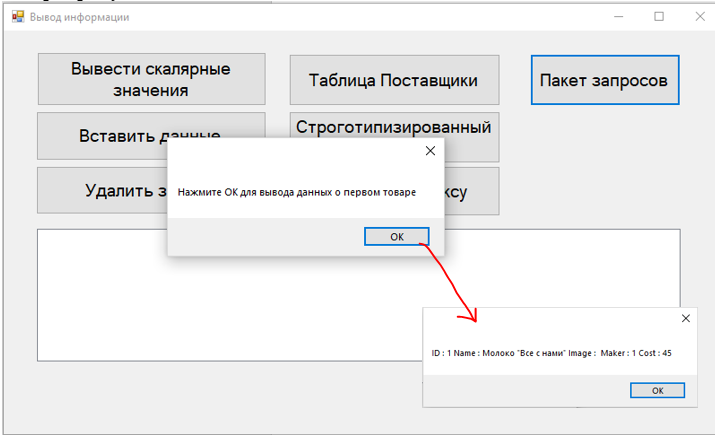 Вывод информации
Вывести скалярные
значения
Таблица Поставщики
Пакет запросов
Вставить данные
Строготипизированный
Удалить з
ксу
Нажмите ОК для вывода данных о первом товаре
ОК
ID : 1 Name : Молоко "Все с нами" Image :  Maker : 1 Cost : 45
ОК